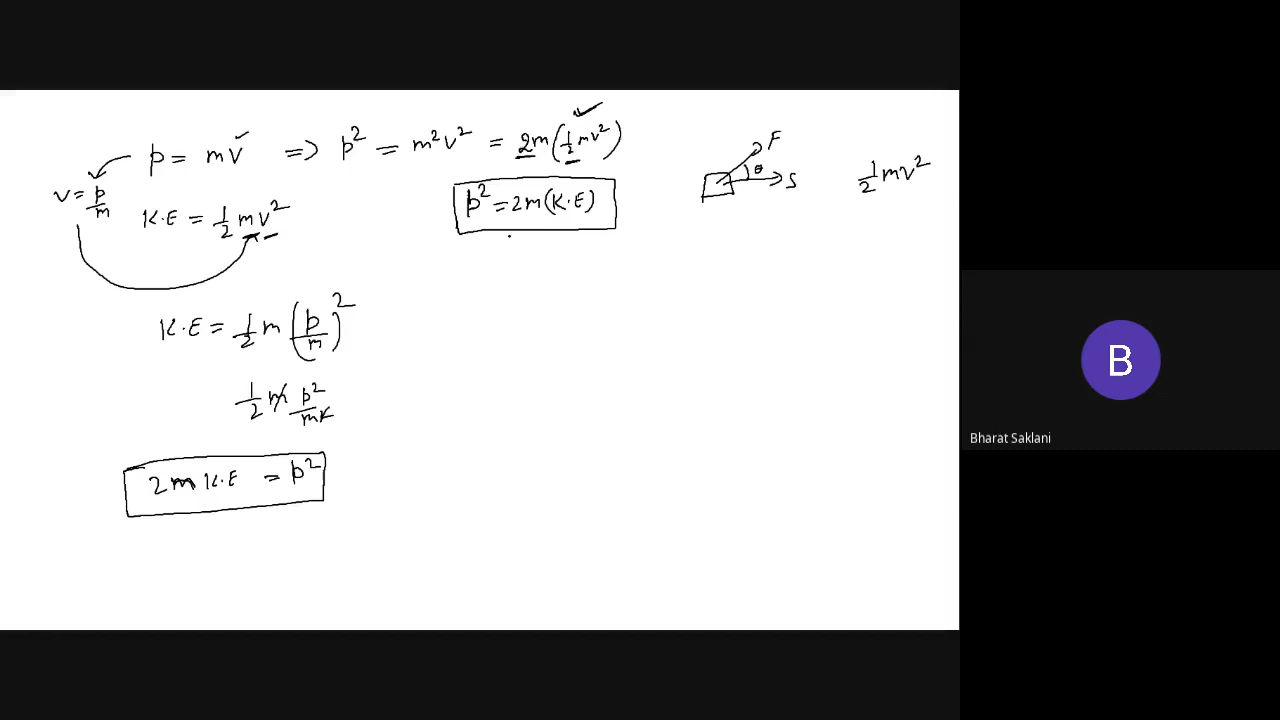 p = mv ⇒ p² = m²v² = 2m(½mv²)
v = p/m
K.E = ½mv²
p² = 2m(K.E)
F
θ
S
½mv²
K.E = ½m(p/m)²
½m p²/m²
2m K.E = p²
B
Bharat Saklani